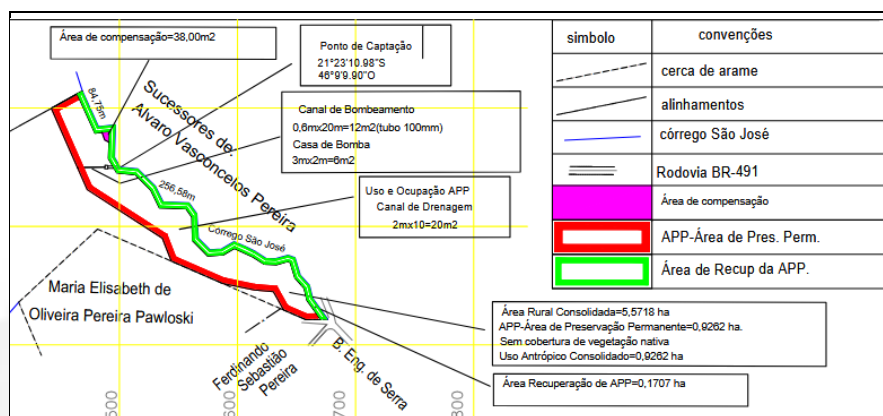 Área de compensação=38,00m2
Ponto de Captação
21°23'10.98"S
46°9'9.90"O
Canal de Bombeamento
0,6mx20m=12m2(tubo 100mm)
Casa de Bomba
3mx2m=6m2
Uso e Ocupação APP
Canal de Drenagem
2mx10=20m2
84,75m
Sucessores de:
Alvaro Vasconcelos Pereira
256,58m
Córrego São José
Maria Elisabeth de
Oliveira Pereira Pawloski
Ferdinando
Sebastião
Pereira
B. Eng. de Serra
Área Rural Consolidada=5,5718 ha
APP-Área de Preservação Permanente=0,9262 ha.
Sem cobertura de vegetação nativa
Uso Antrópico Consolidado=0,9262 ha
Área Recuperação de APP=0,1707 ha
simbolo
convenções
cerca de arame
alinhamentos
córrego São José
Rodovia BR-491
Área de compensação
APP-Área de Pres. Perm.
Área de Recup da APP.
500
600
700
800